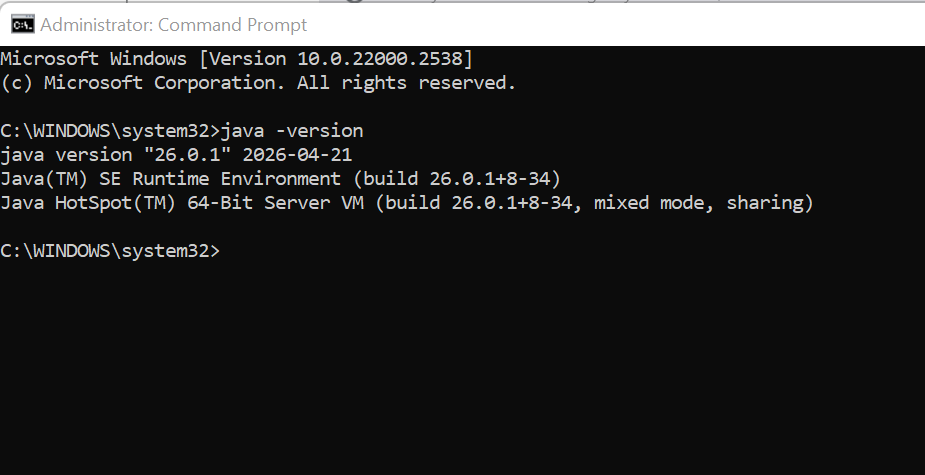 Administrator: Command Prompt
Microsoft Windows [Version 10.0.22000.2538]
(c) Microsoft Corporation. All rights reserved.
C:\WINDOWS\system32>java -version
java version "26.0.1" 2026-04-21
Java(TM) SE Runtime Environment (build 26.0.1+8-34)
Java HotSpot(TM) 64-Bit Server VM (build 26.0.1+8-34, mixed mode, sharing)
C:\WINDOWS\system32>